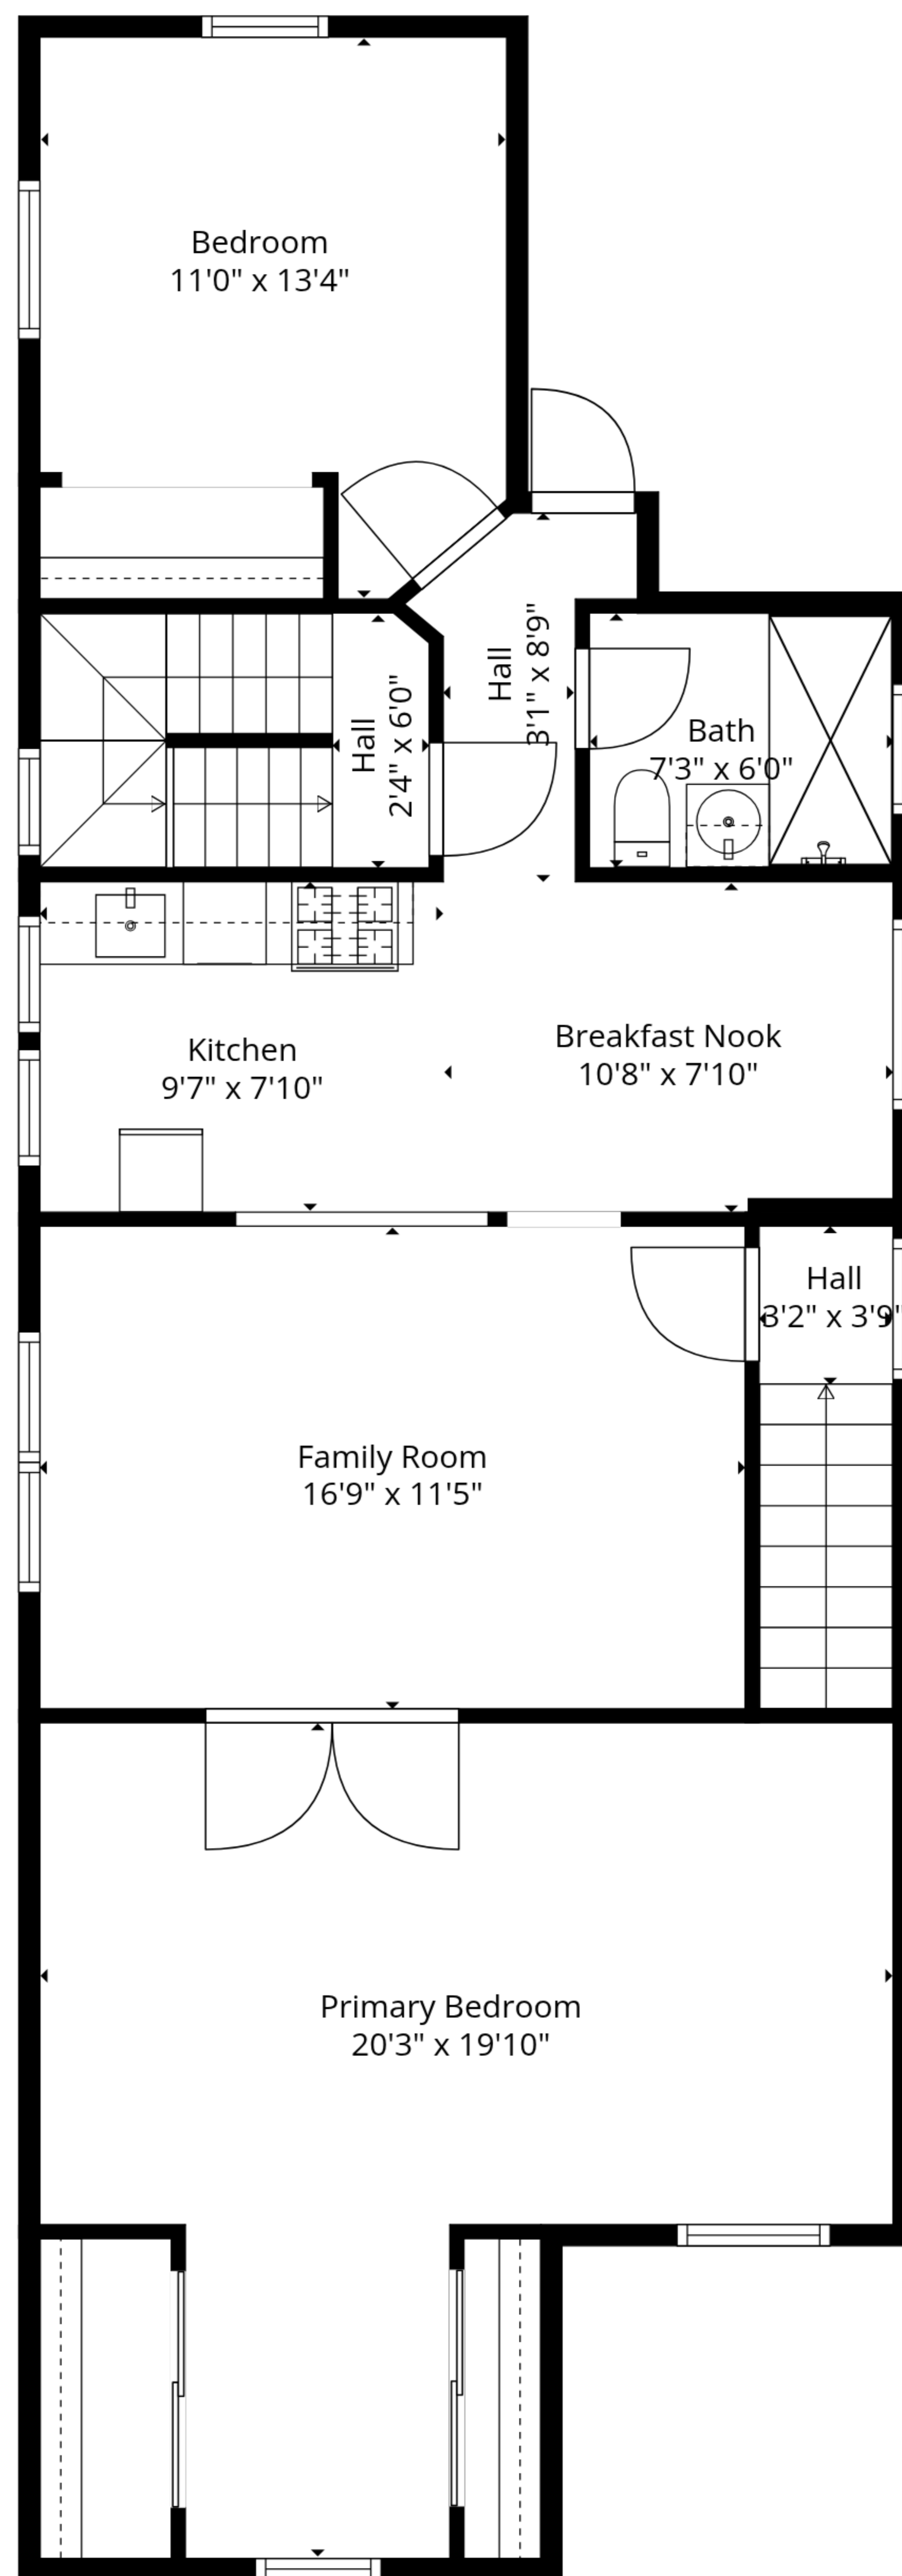 Bedroom
11'0" x 13'4"
Hall
3'1" x 8'9"
Hall
2'4" x 6'0"
Bath
7'3" x 6'0"
Kitchen
9'7" x 7'10"
Breakfast Nook
10'8" x 7'10"
Hall
3'2" x 3'9"
Family Room
16'9" x 11'5"
Primary Bedroom
20'3" x 19'10"